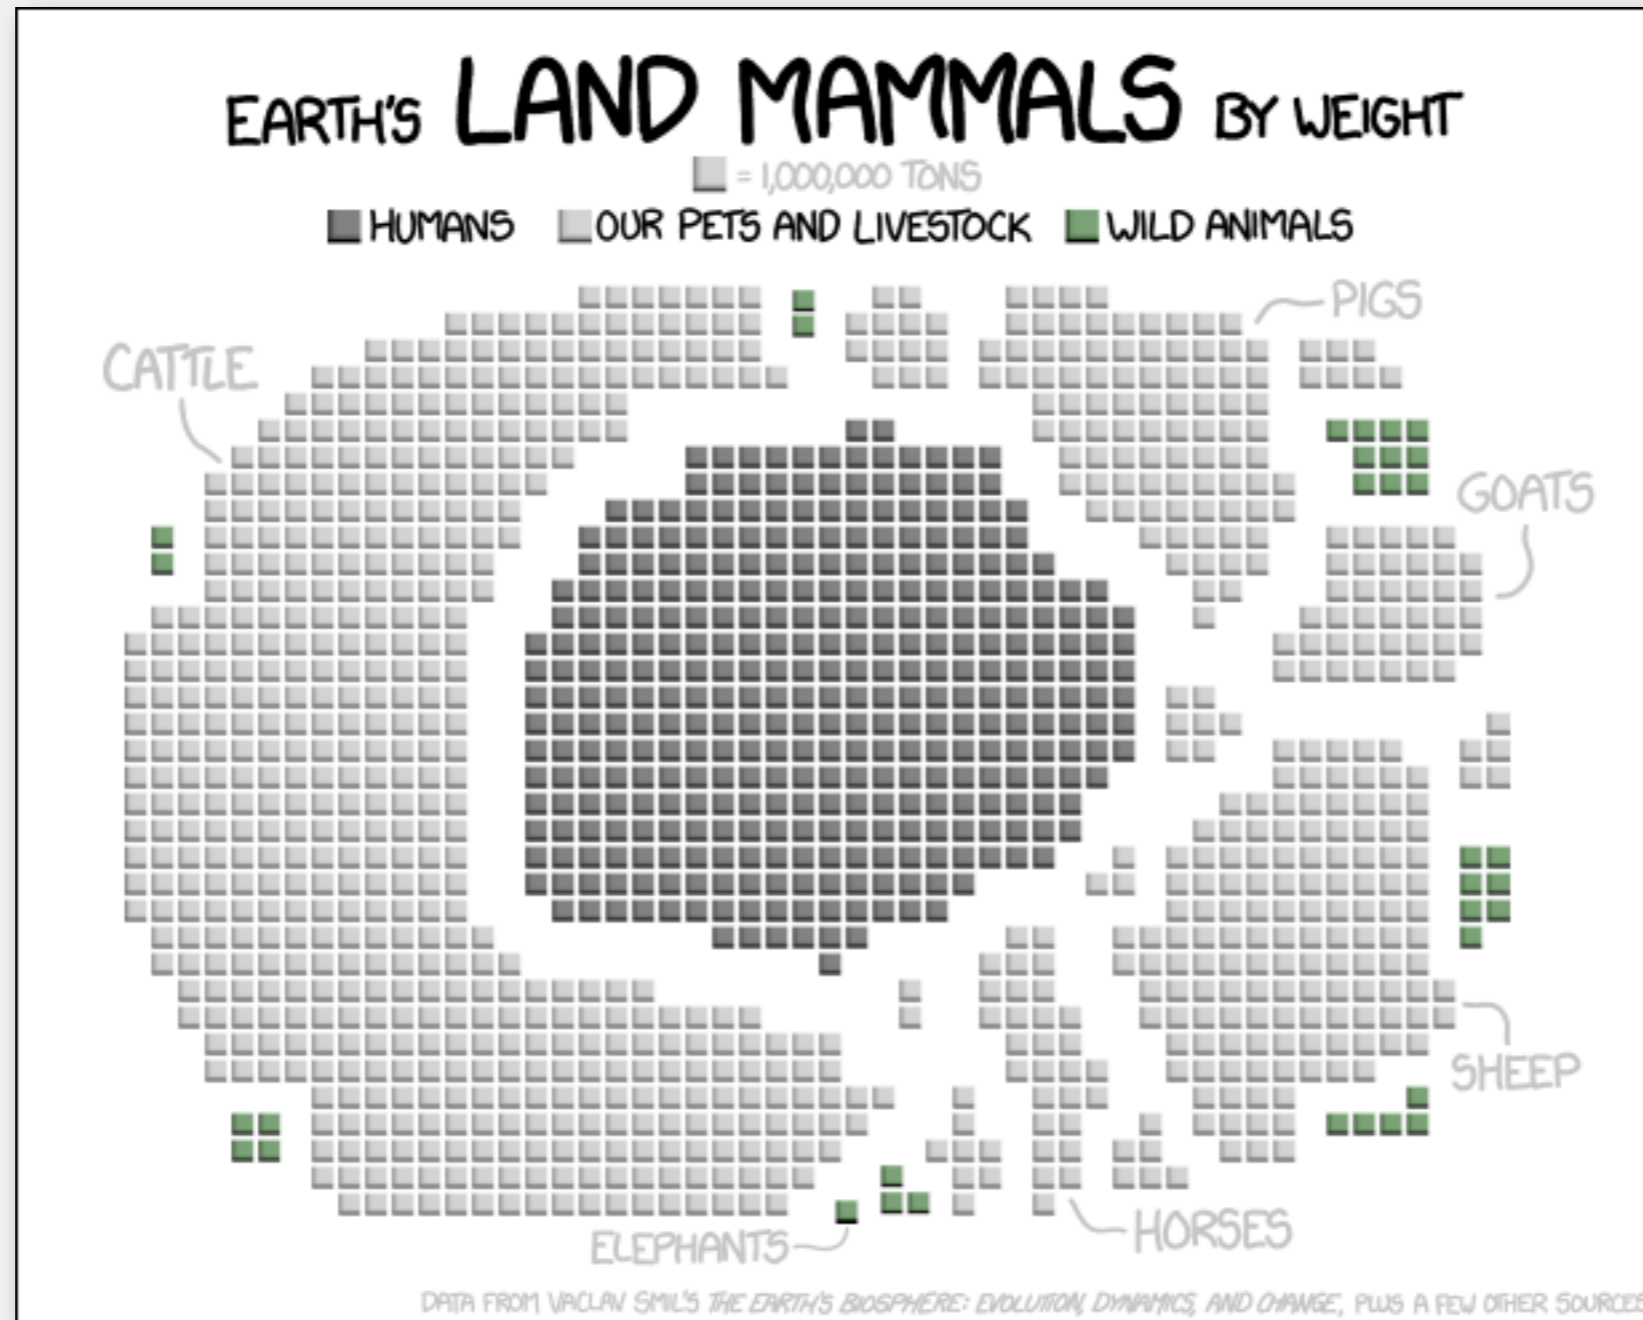 EARTH'S LAND MAMMALS BY WEIGHT
= 1,000,000 TONS
HUMANS OUR PETS AND LIVESTOCK WILD ANIMALS
PIGS
CATTLE
GOATS
SHEEP
HORSES
ELEPHANTS
DATA FROM VACLAV SMIL'S THE EARTH'S BIOSPHERE: EVOLUTION, DYNAMICS, AND CHANGE, PLUS A FEW OTHER SOURCES